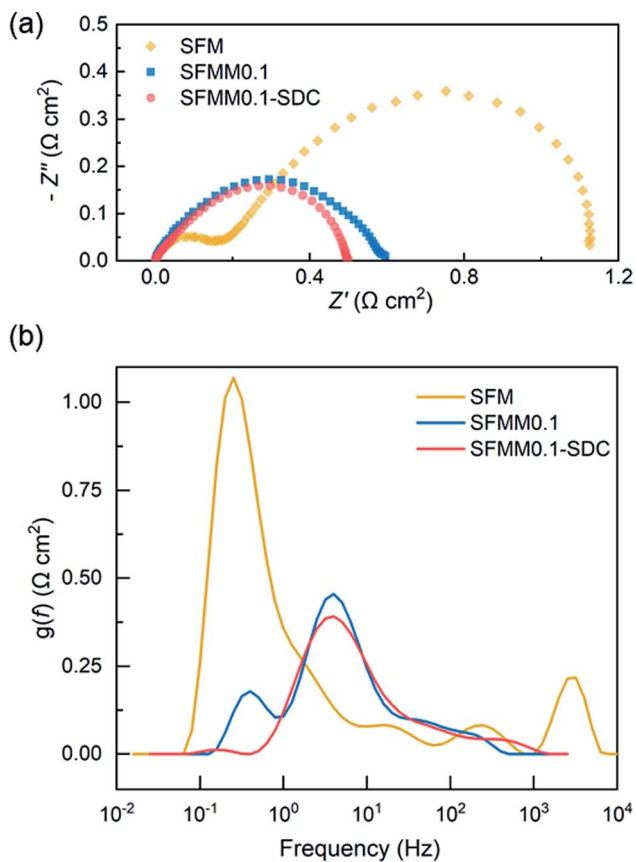 (a)
SFM
SFMM0.1
SFMM0.1-SDC
- Z″ (Ω cm²)
0.5
0.4
0.3
0.2
0.1
0.0
0.0 0.4 0.8 1.2
Z′ (Ω cm²)
(b)
SFM
SFMM0.1
SFMM0.1-SDC
g(f) (Ω cm²)
1.00
0.75
0.50
0.25
0.00
10⁻² 10⁻¹ 10⁰ 10¹ 10² 10³ 10⁴
Frequency (Hz)